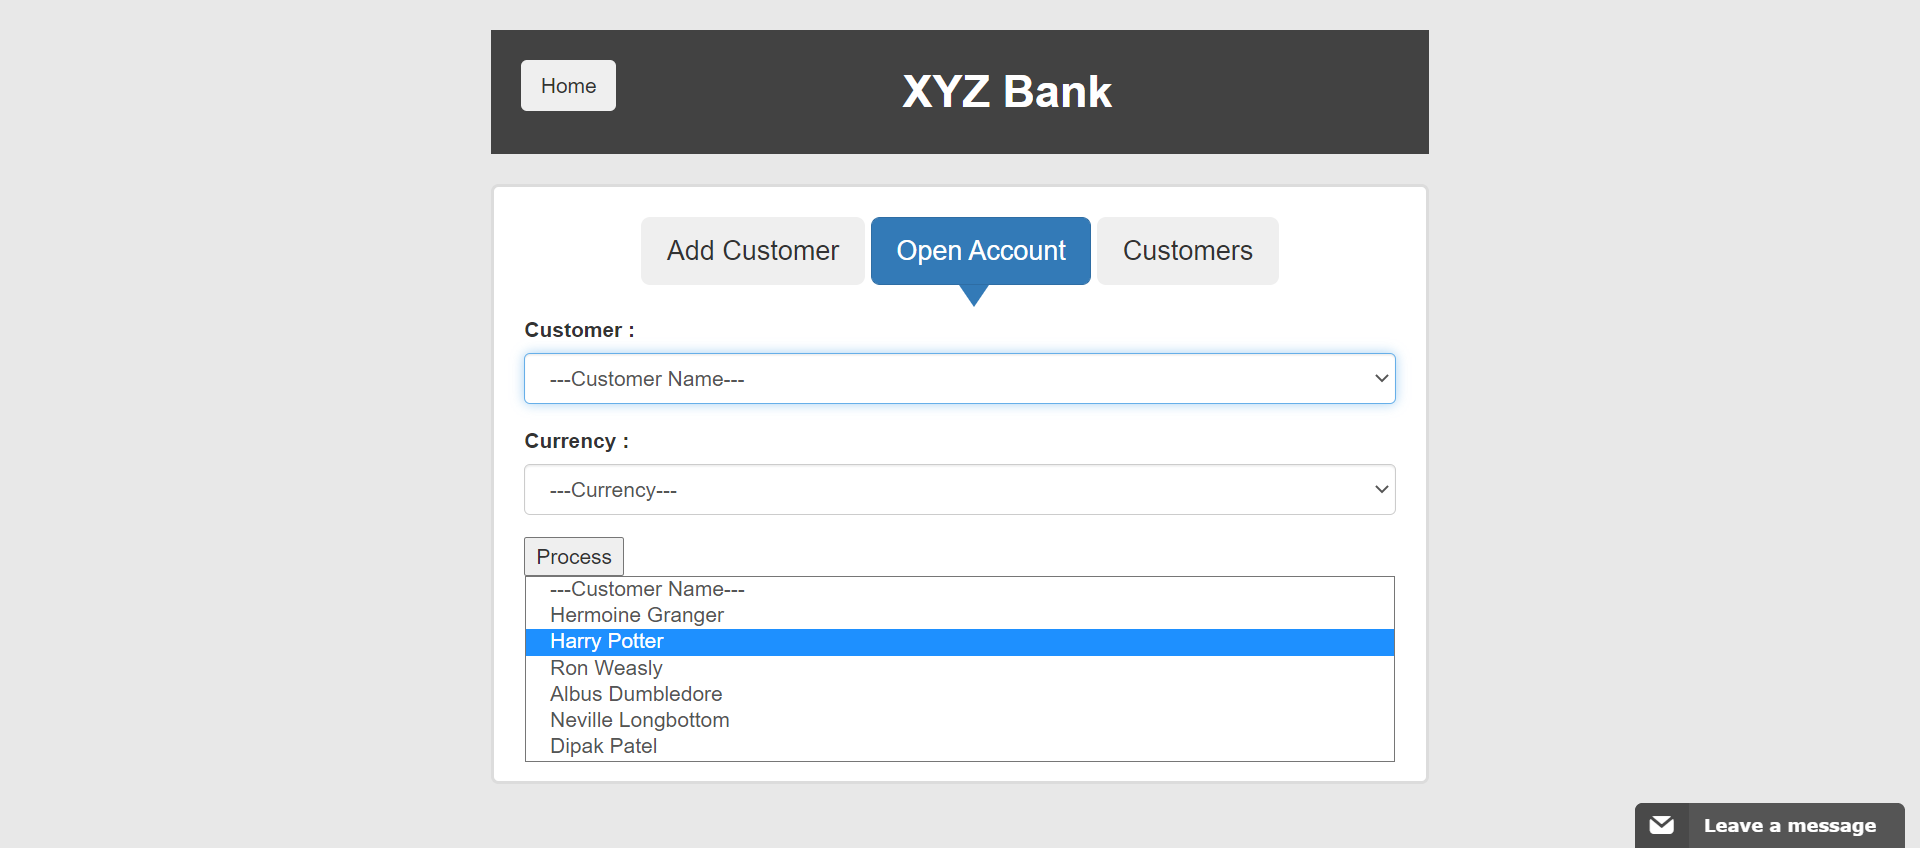 Home
XYZ Bank
Add Customer
Open Account
Customers
Customer :
---Customer Name---
Currency :
---Currency---
Process
---Customer Name---
Hermoine Granger
Harry Potter
Ron Weasly
Albus Dumbledore
Neville Longbottom
Dipak Patel
Leave a message